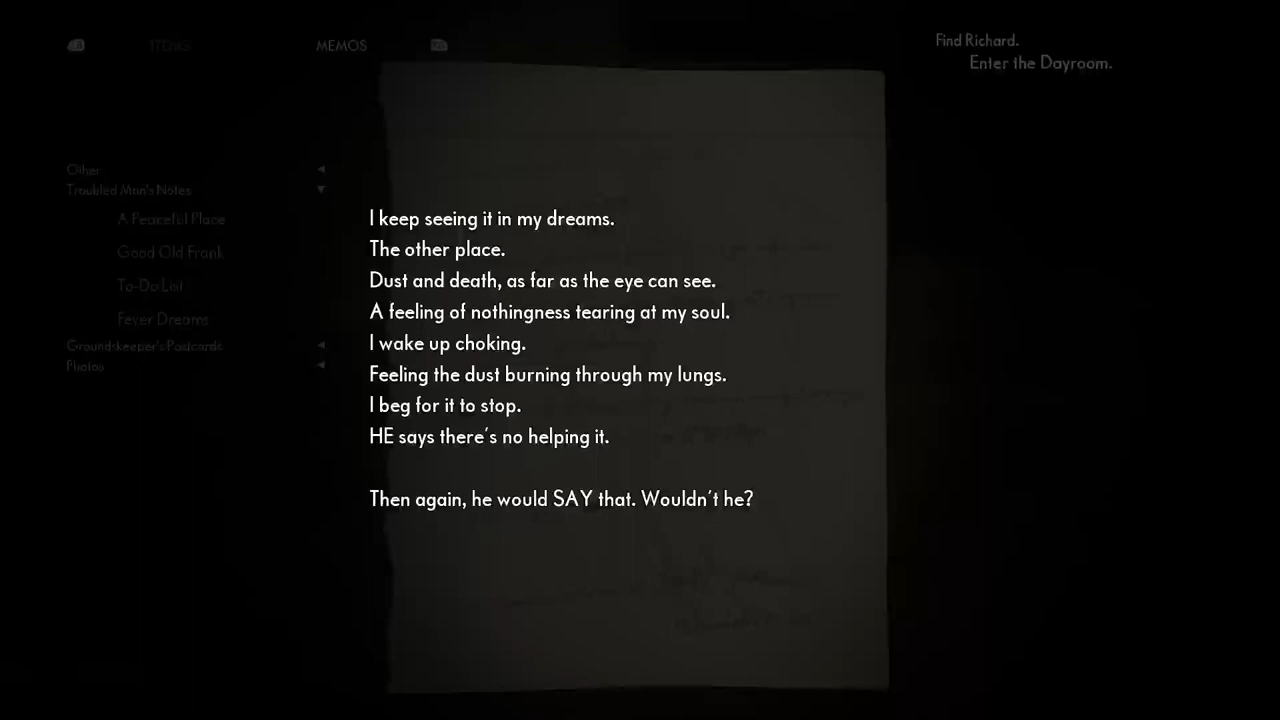 ITEMS
MEMOS
Find Richard.
Enter the Dayroom.
Other
Troubled Man's Notes
A Peaceful Place
Good Old Frank
To-Do List
Fever Dreams
Groundskeeper's Postcards
Photos
I keep seeing it in my dreams.
The other place.
Dust and death, as far as the eye can see.
A feeling of nothingness tearing at my soul.
I wake up choking.
Feeling the dust burning through my lungs.
I beg for it to stop.
HE says there's no helping it.
Then again, he would SAY that. Wouldn't he?